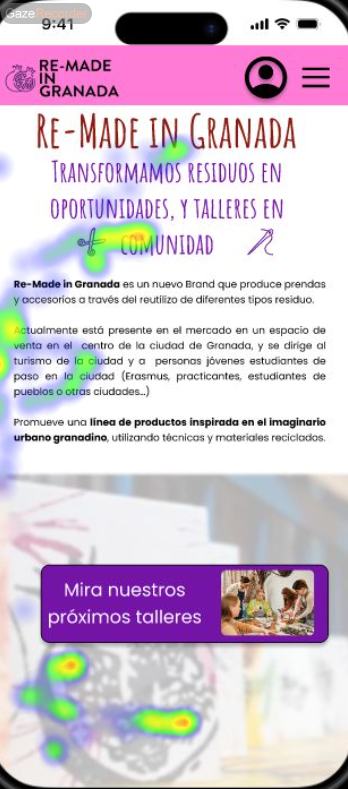 GazeRecorder
9:41
RE-MADE
IN
GRANADA
Re-Made in Granada
Transformamos residuos en
oportunidades, y talleres en
comunidad
Re-Made in Granada es un nuevo Brand que produce prendas
y accesorios a través del reutilizo de diferentes tipos residuo.
Actualmente está presente en el mercado en un espacio de
venta en el centro de la ciudad de Granada, y se dirige al
turismo de la ciudad y a personas jóvenes estudiantes de
paso en la ciudad (Erasmus, practicantes, estudiantes de
pueblos o otras ciudades...)
Promueve una línea de productos inspirada en el imaginario
urbano granadino, utilizando técnicas y materiales reciclados.
Mira nuestros
próximos talleres